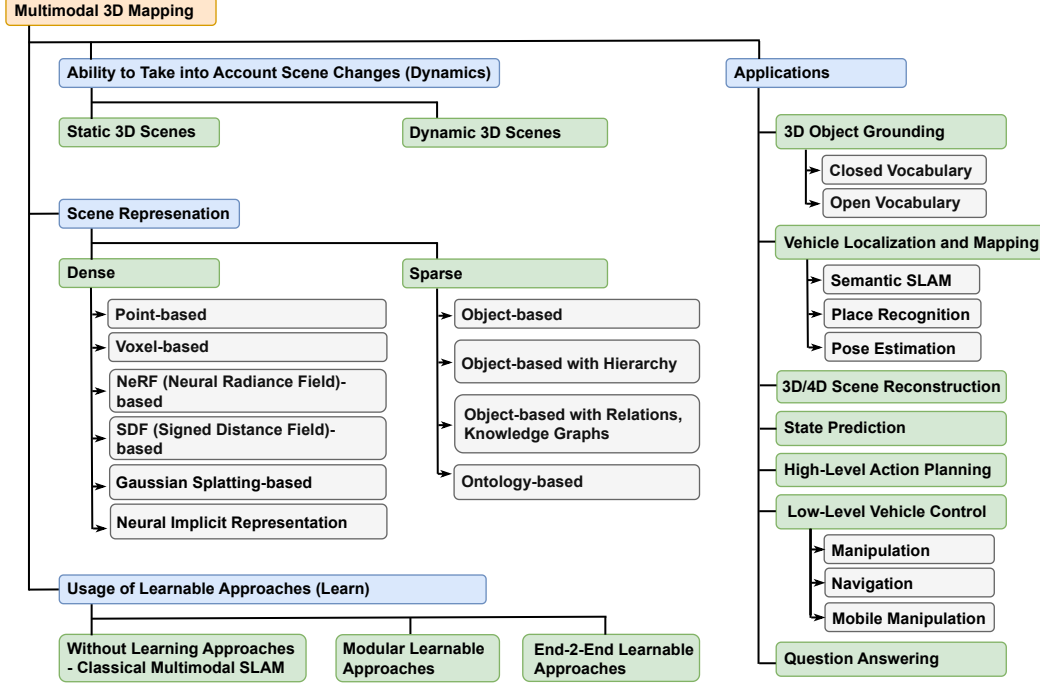 Multimodal 3D Mapping
Ability to Take into Account Scene Changes (Dynamics)
Static 3D Scenes
Dynamic 3D Scenes
Scene Represenation
Dense
Point-based
Voxel-based
NeRF (Neural Radiance Field)-
based
SDF (Signed Distance Field)-
based
Gaussian Splatting-based
Neural Implicit Representation
Sparse
Object-based
Object-based with Hierarchy
Object-based with Relations,
Knowledge Graphs
Ontology-based
Usage of Learnable Approaches (Learn)
Without Learning Approaches
- Classical Multimodal SLAM
Modular Learnable
Approaches
End-2-End Learnable
Approaches
Applications
3D Object Grounding
Closed Vocabulary
Open Vocabulary
Vehicle Localization and Mapping
Semantic SLAM
Place Recognition
Pose Estimation
3D/4D Scene Reconstruction
State Prediction
High-Level Action Planning
Low-Level Vehicle Control
Manipulation
Navigation
Mobile Manipulation
Question Answering